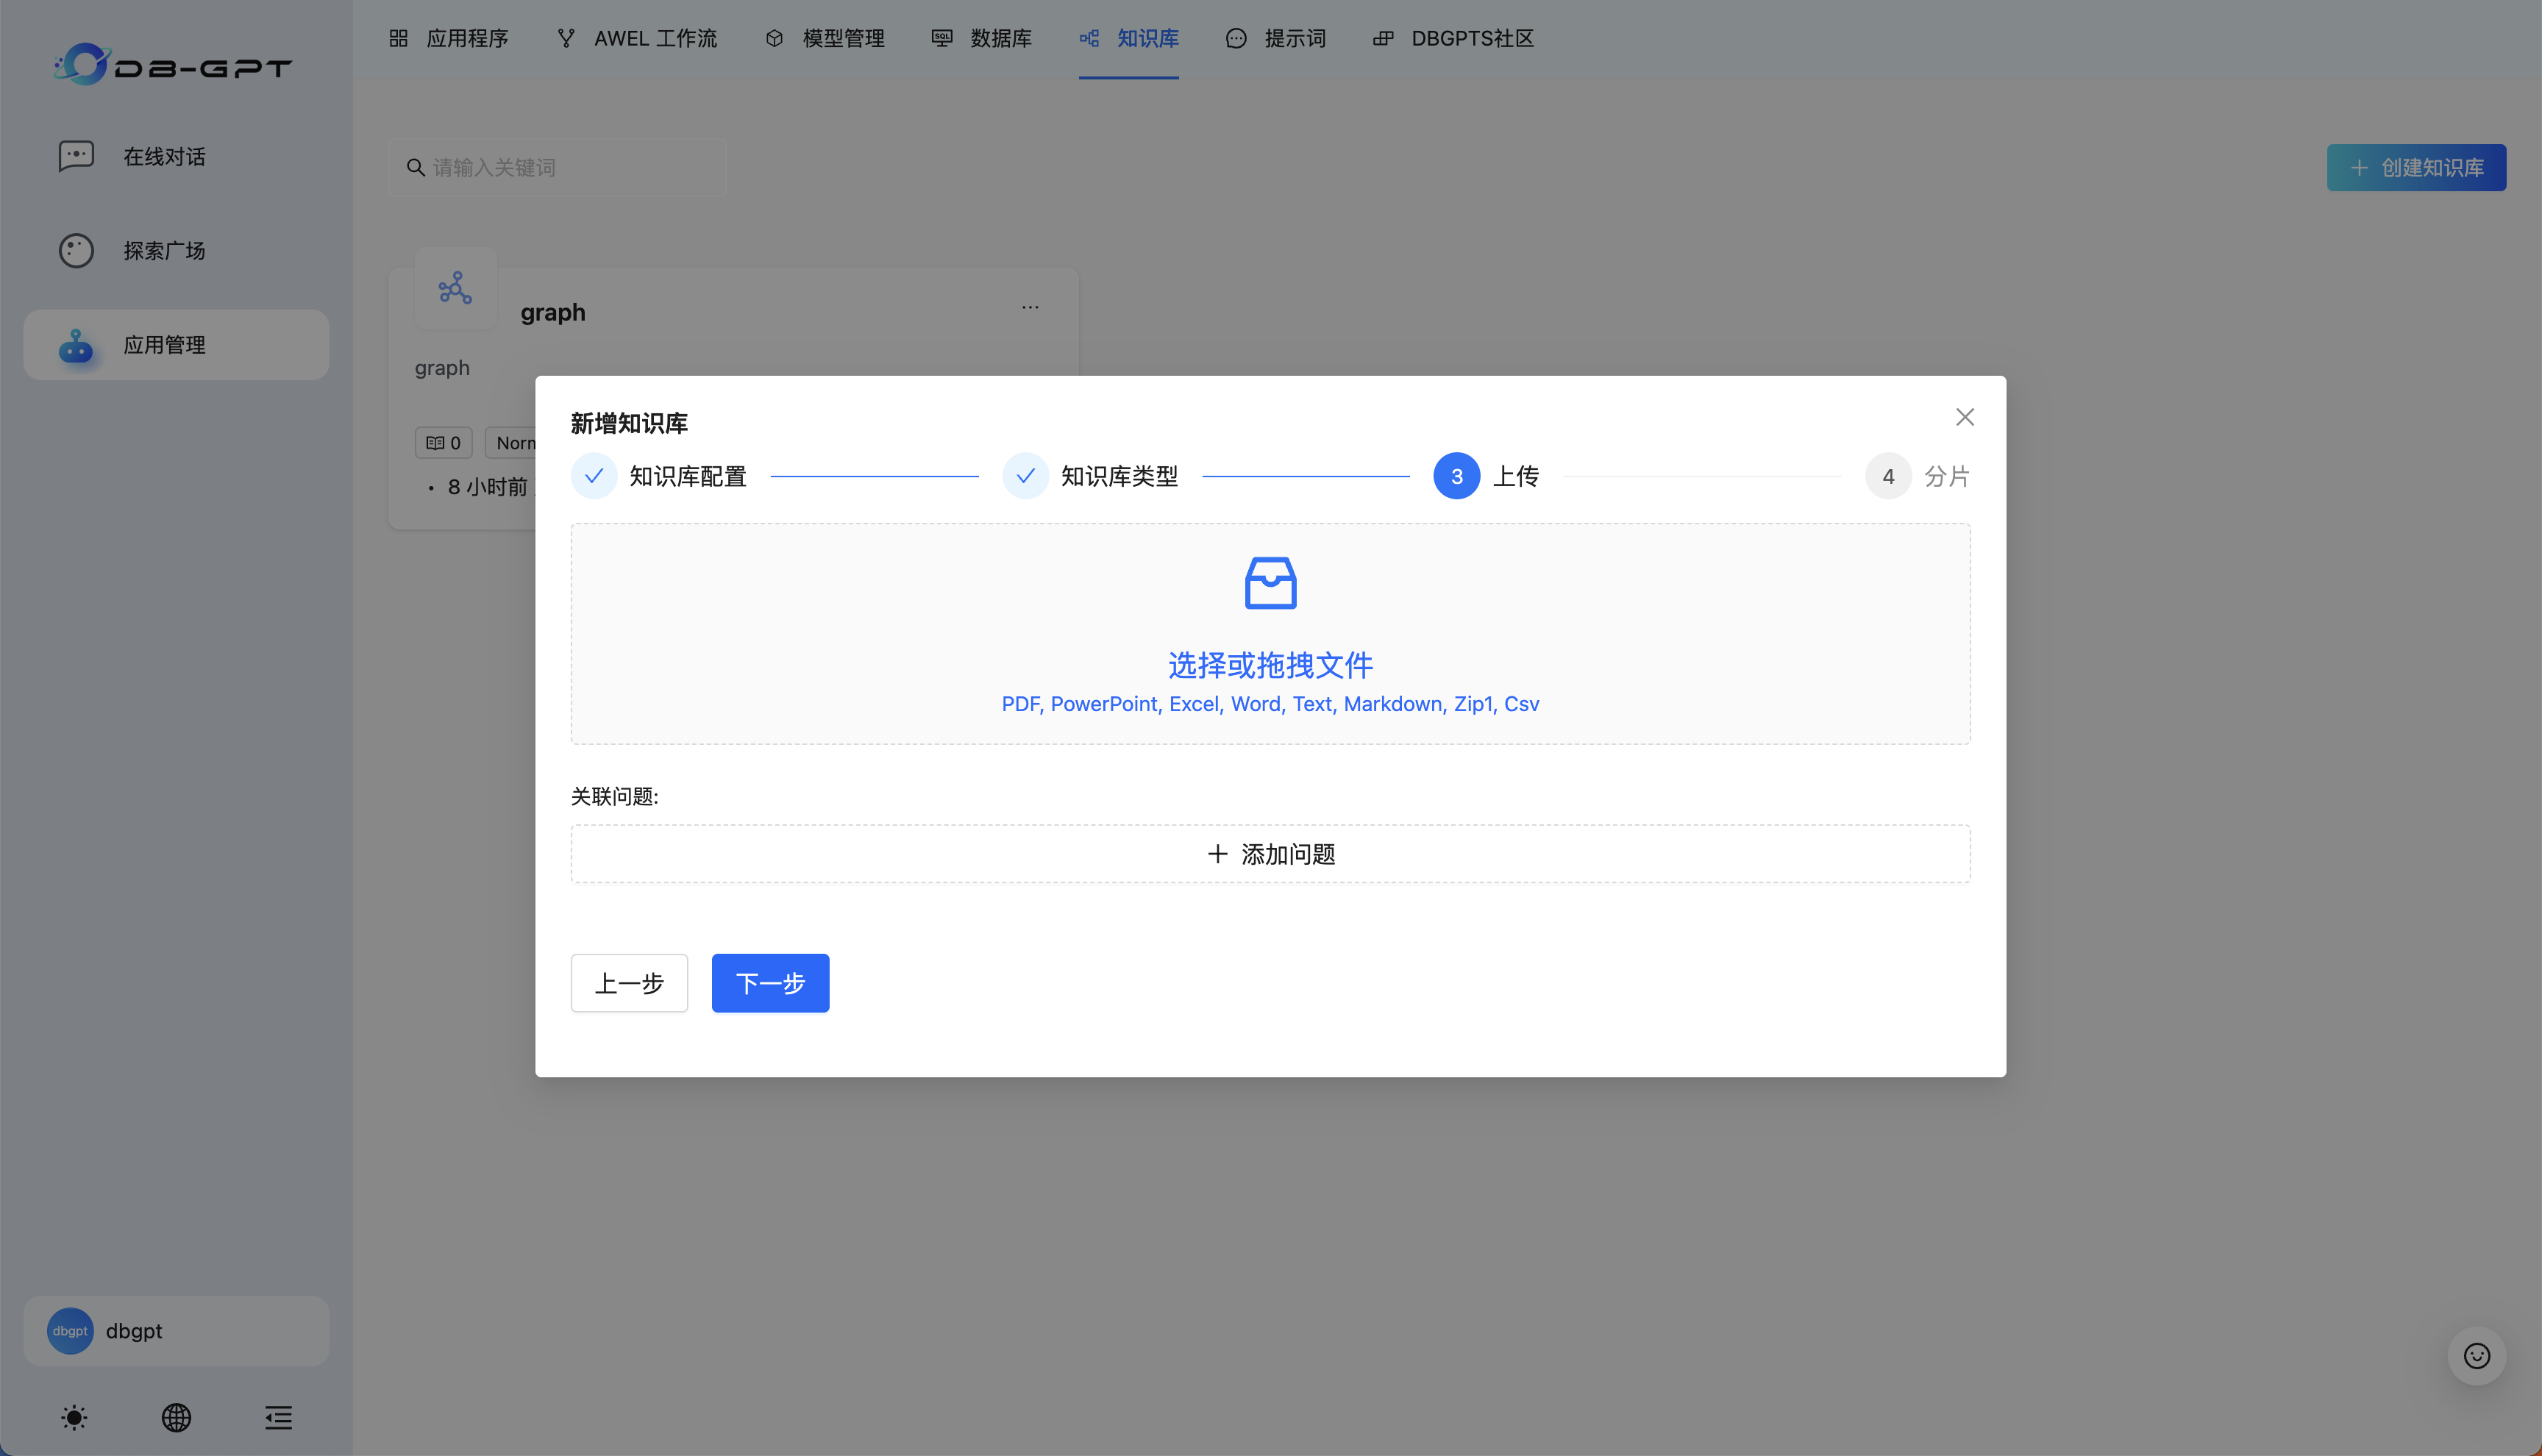 DB-GPT
在线对话
探索广场
应用管理
dbgpt
dbgpt
应用程序
AWEL 工作流
模型管理
数据库
知识库
提示词
DBGPTS社区
请输入关键词
创建知识库
graph
...
graph
0
Norn
• 8 小时前
新增知识库
知识库配置
知识库类型
3 上传
4 分片
选择或拖拽文件
PDF, PowerPoint, Excel, Word, Text, Markdown, Zip1, Csv
关联问题:
添加问题
上一步
下一步